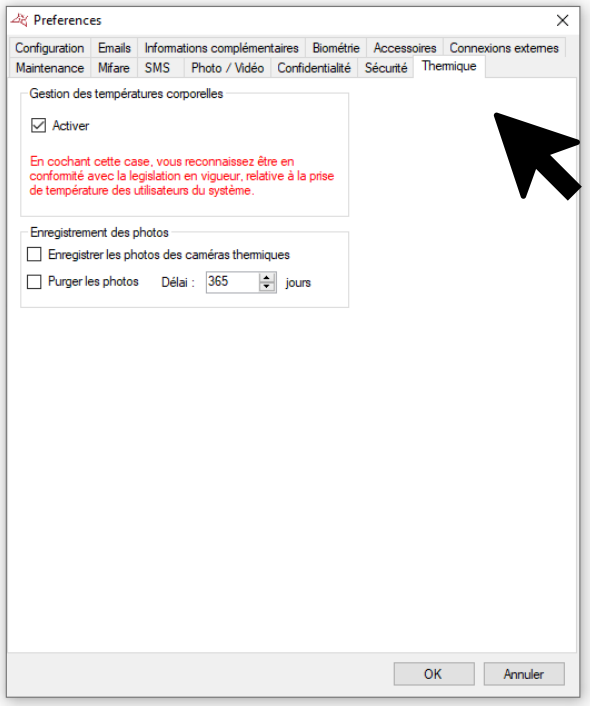 Preferences
Configuration Emails Informations complémentaires Biométrie Accessoires Connexions externes
Maintenance Mifare SMS Photo / Vidéo Confidentialité Sécurité Thermique
Gestion des températures corporelles
Activer
En cochant cette case, vous reconnaissez être en
conformité avec la legislation en vigueur, relative à la prise
de température des utilisateurs du système.
Enregistrement des photos
Enregistrer les photos des caméras thermiques
Purger les photos Délai : 365 jours
OK Annuler